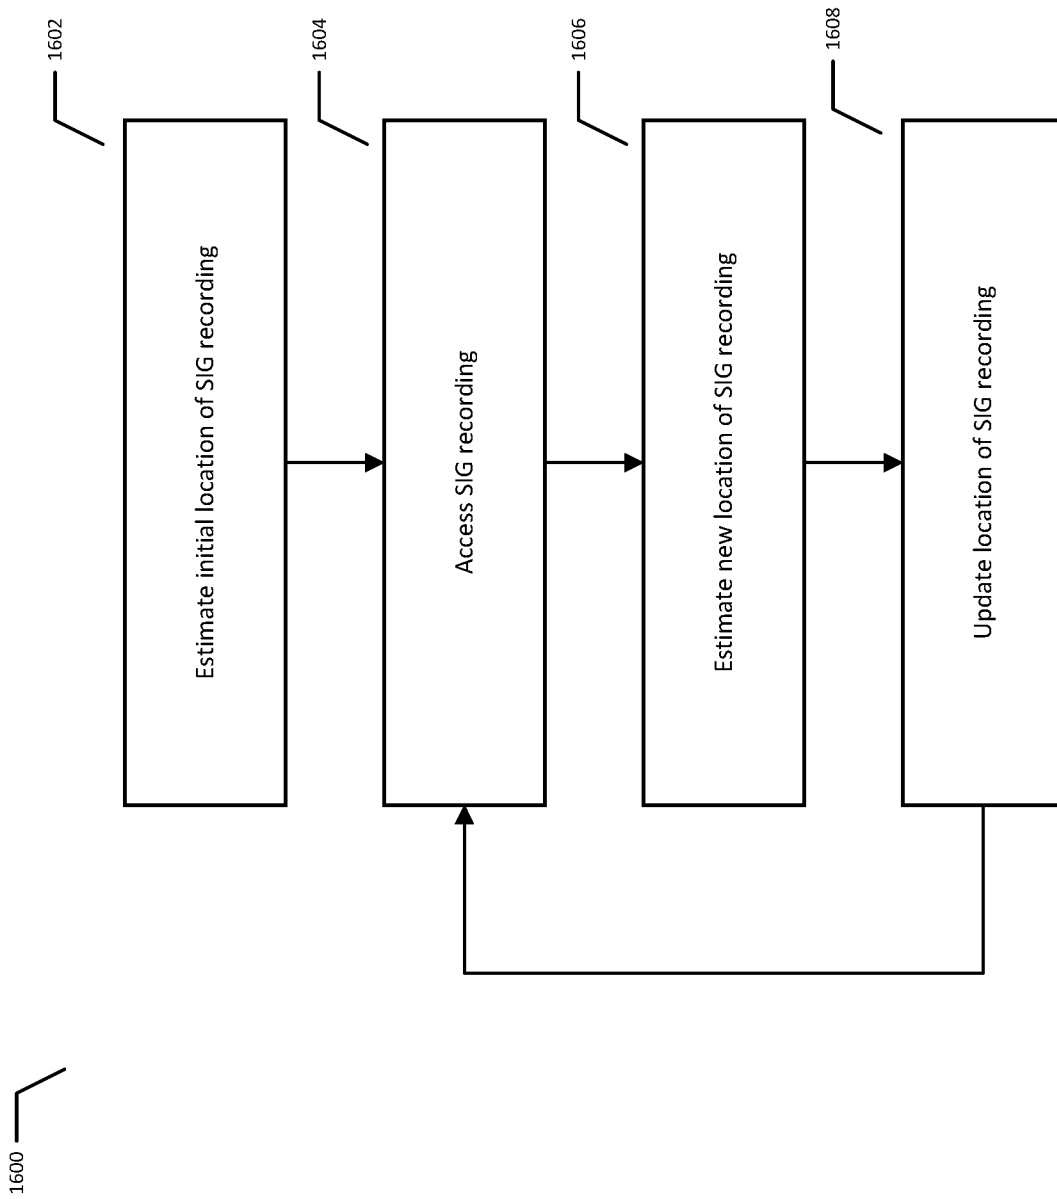 1600
1602
Estimate initial location of SIG recording
1604
Access SIG recording
1606
Estimate new location of SIG recording
1608
Update location of SIG recording